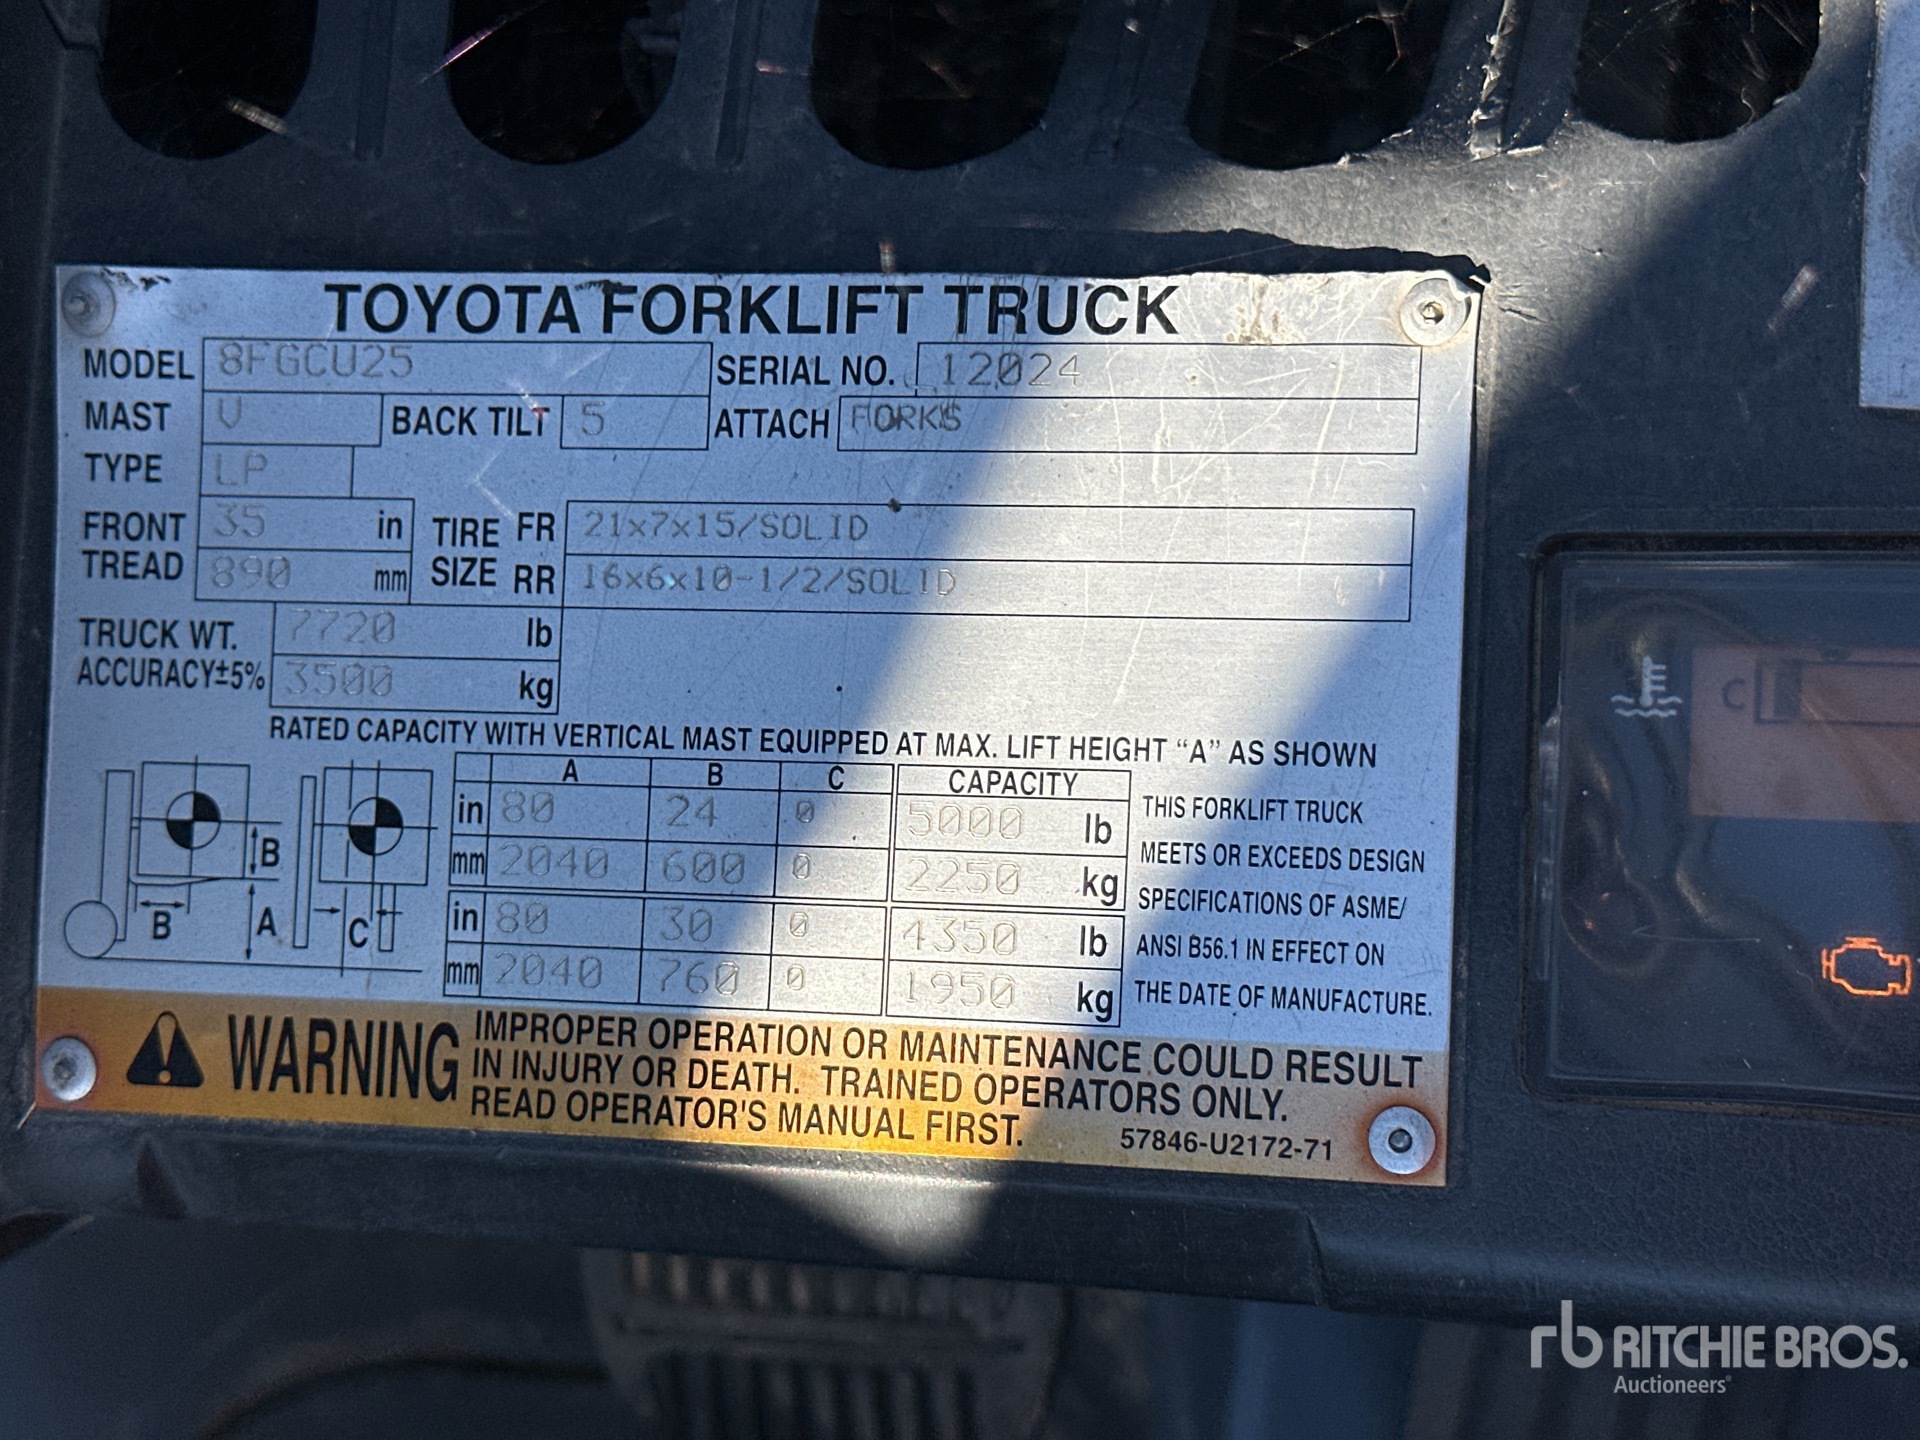 TOYOTA FORKLIFT TRUCK
MODEL 8FGCU25 SERIAL NO. 12024
MAST V BACK TILT 5 ATTACH FORKS
TYPE LP
FRONT TREAD 35 in 890 mm
TIRE SIZE FR 21x7x15/SOLID
RR 16x6x10-1/2/SOLID
TRUCK WT. 7720 lb
ACCURACY±5% 3500 kg
RATED CAPACITY WITH VERTICAL MAST EQUIPPED AT MAX. LIFT HEIGHT "A" AS SHOWN
A B C CAPACITY
in 80 24 0 5000 lb
mm 2040 600 0 2250 kg
in 80 30 0 4350 lb
mm 2040 760 0 1950 kg
B
B A C
THIS FORKLIFT TRUCK
MEETS OR EXCEEDS DESIGN
SPECIFICATIONS OF ASME/
ANSI B56.1 IN EFFECT ON
THE DATE OF MANUFACTURE.
WARNING
IMPROPER OPERATION OR MAINTENANCE COULD RESULT
IN INJURY OR DEATH. TRAINED OPERATORS ONLY.
READ OPERATOR'S MANUAL FIRST.
57846-U2172-71
C
rb RITCHIE BROS.
Auctioneers®